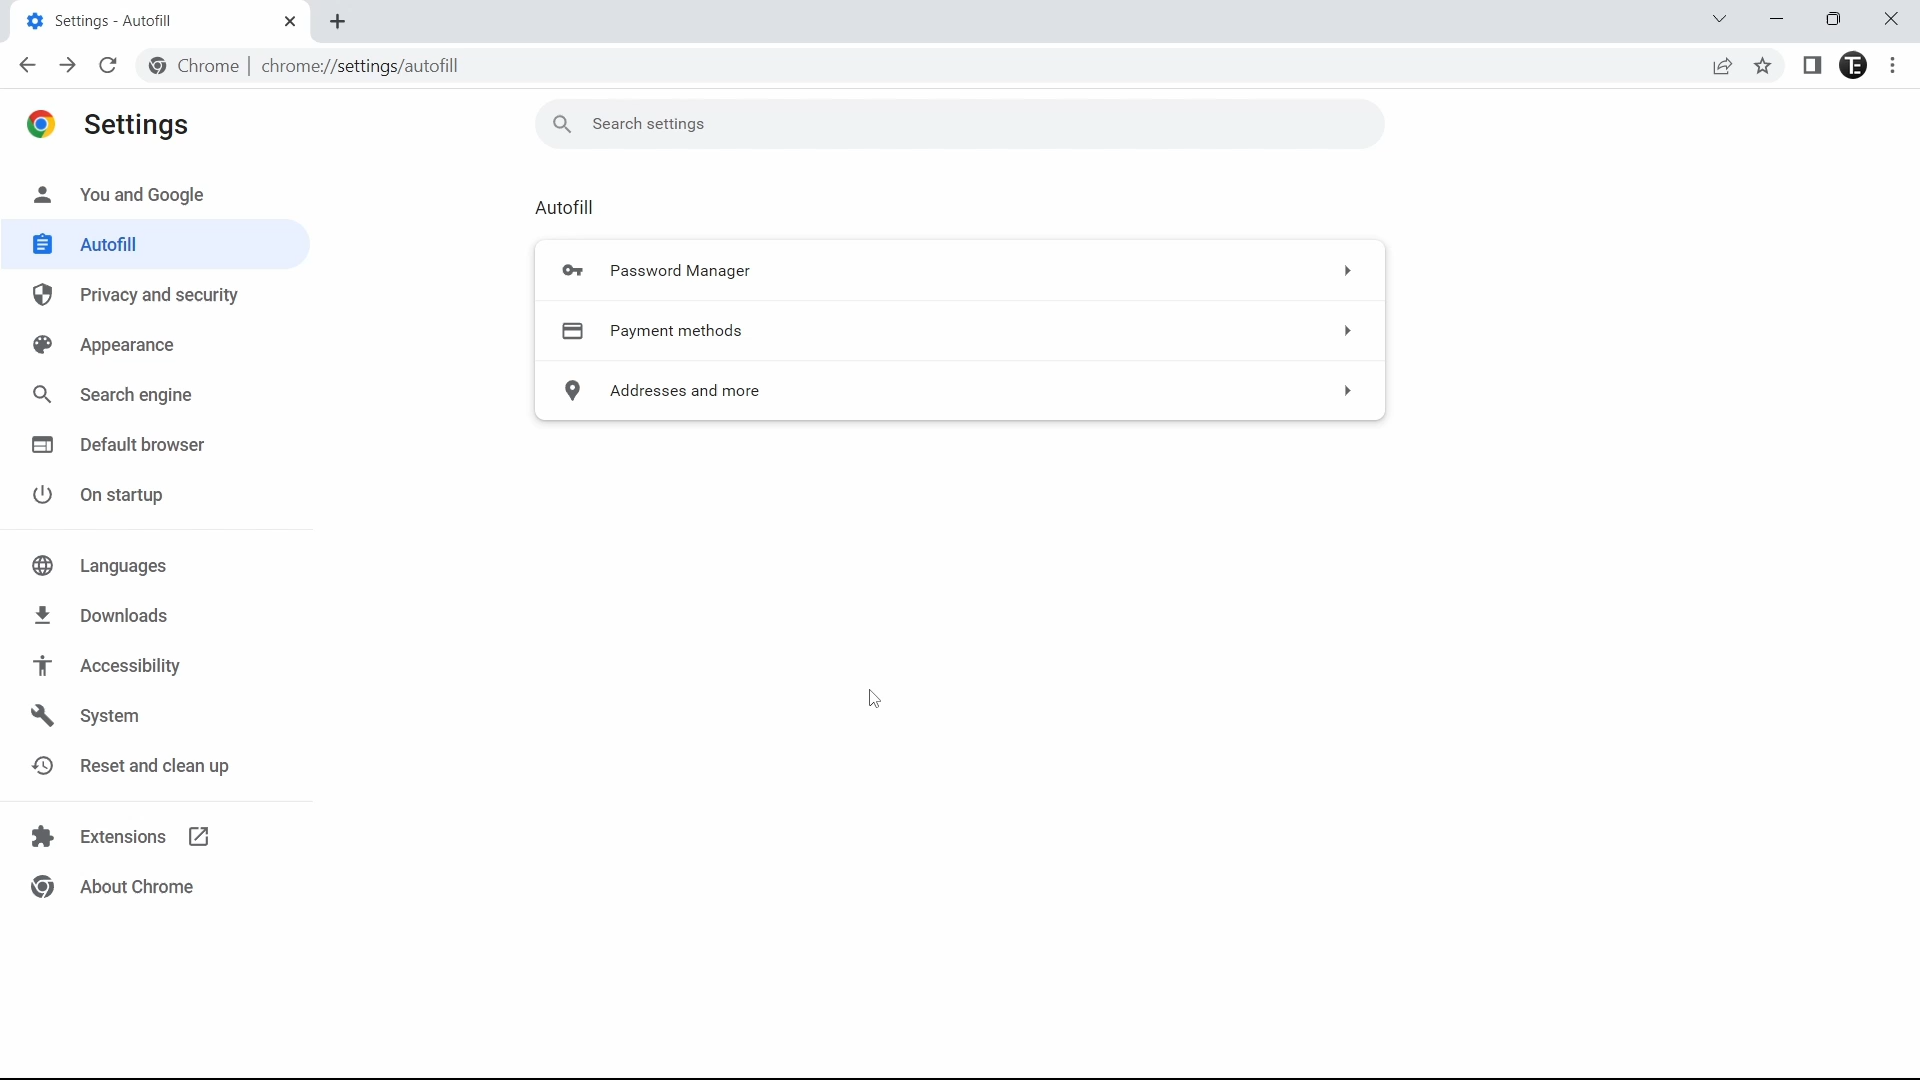 Settings - Autofill
Chrome | chrome://settings/autofill
TE
Settings
Search settings
You and Google
Autofill
Privacy and security
Appearance
Search engine
Default browser
On startup
Languages
Downloads
Accessibility
System
Reset and clean up
Extensions
About Chrome
Autofill
Password Manager
Payment methods
Addresses and more